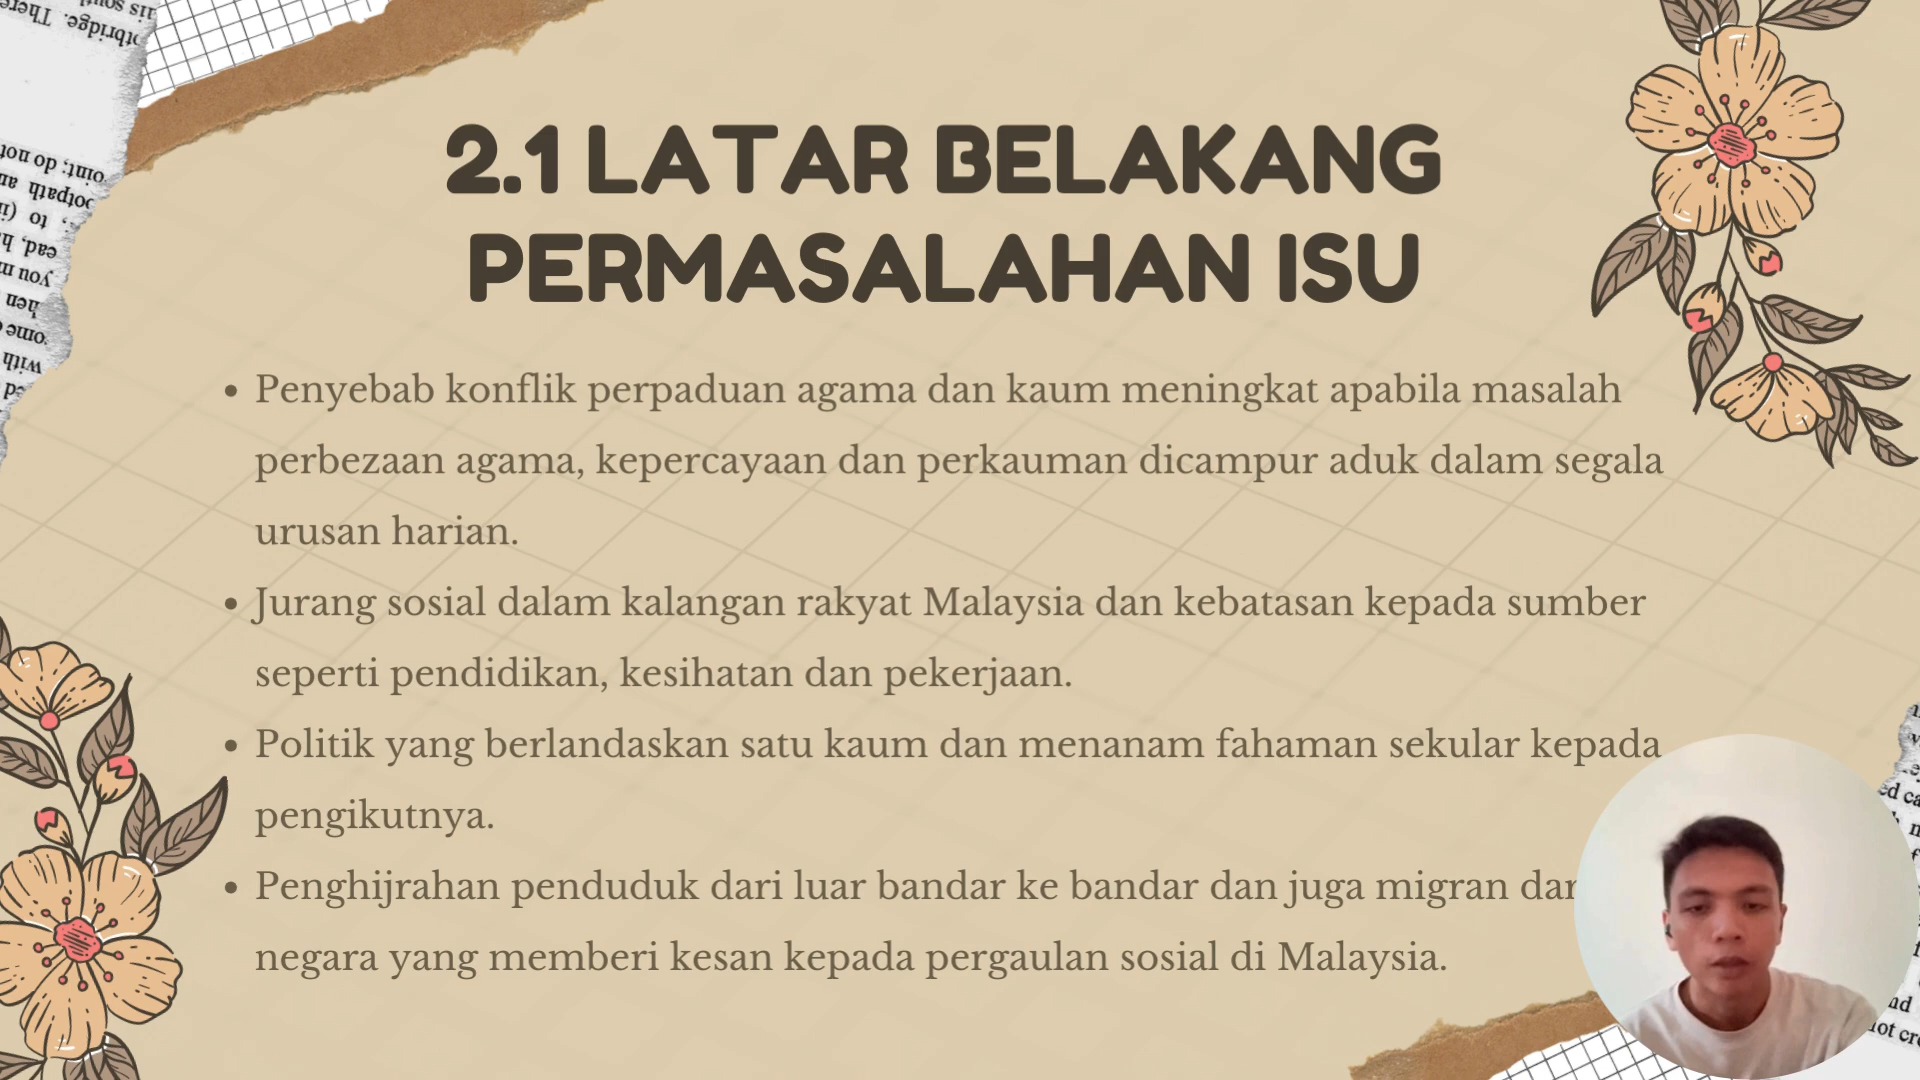 2.1 LATAR BELAKANG
PERMASALAHAN ISU
• Penyebab konflik perpaduan agama dan kaum meningkat apabila masalah
perbezaan agama, kepercayaan dan perkauman dicampur aduk dalam segala
urusan harian.
• Jurang sosial dalam kalangan rakyat Malaysia dan kebatasan kepada sumber
seperti pendidikan, kesihatan dan pekerjaan.
• Politik yang berlandaskan satu kaum dan menanam fahaman sekular kepada
pengikutnya.
• Penghijrahan penduduk dari luar bandar ke bandar dan juga migran
negara yang memberi kesan kepada pergaulan sosial di Malaysia.